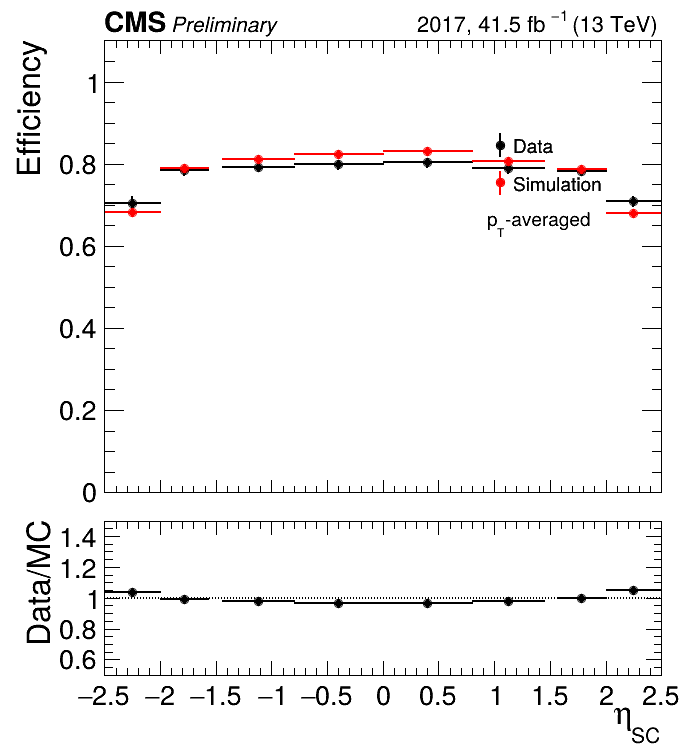 CMS Preliminary 2017, 41.5 fb⁻¹ (13 TeV)
Efficiency
1
0.8
0.6
0.4
0.2
0
Data
Simulation
p_T-averaged
Data/MC
1.4
1.2
1
0.8
0.6
−2.5 −2 −1.5 −1 −0.5 0 0.5 1 1.5 2 2.5
η_SC